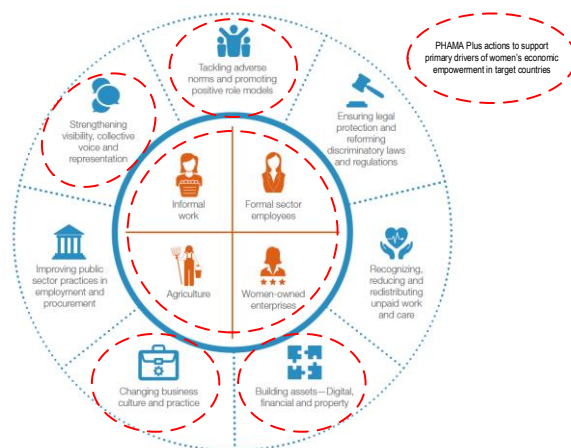 PHAMA Plus actions to support
primary drivers of women's economic
empowerment in target countries
Tackling adverse
norms and promoting
positive role models
Ensuring legal
protection and
reforming
discriminatory laws
and regulations
Recognizing,
reducing and
redistributing
unpaid work
and care
Building assets—Digital,
financial and property
Changing business
culture and practice
Improving public
sector practices in
employment and
procurement
Strengthening
visibility, collective
voice and
representation
Informal
work
Formal sector
employees
Agriculture
Women-owned
enterprises